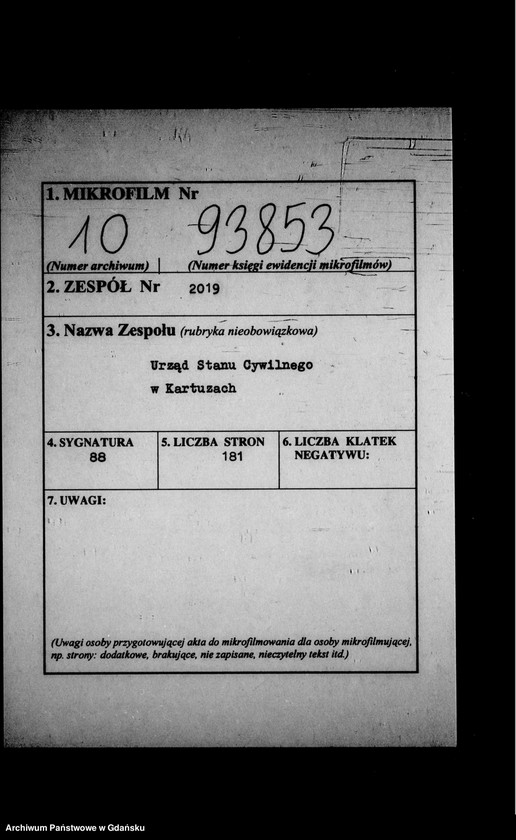 1. MIKROFILM Nr
10 93853
(Numer archiwum) (Numer księgi ewidencji mikrofilmów)
2. ZESPÓŁ Nr 2019
3. Nazwa Zespołu (rubryka nieobowiązkowa)
Urząd Stanu Cywilnego
w Kartuzach
4. SYGNATURA 5. LICZBA STRON 6. LICZBA KLATEK
88 181 NEGATYWU:
7. UWAGI:
(Uwagi osoby przygotowującej akta do mikrofilmowania dla osoby mikrofilmującej,
np. strony: dodatkowe, brakujące, nie zapisane, nieczytelny tekst itd.)
Archiwum Państwowe w Gdańsku